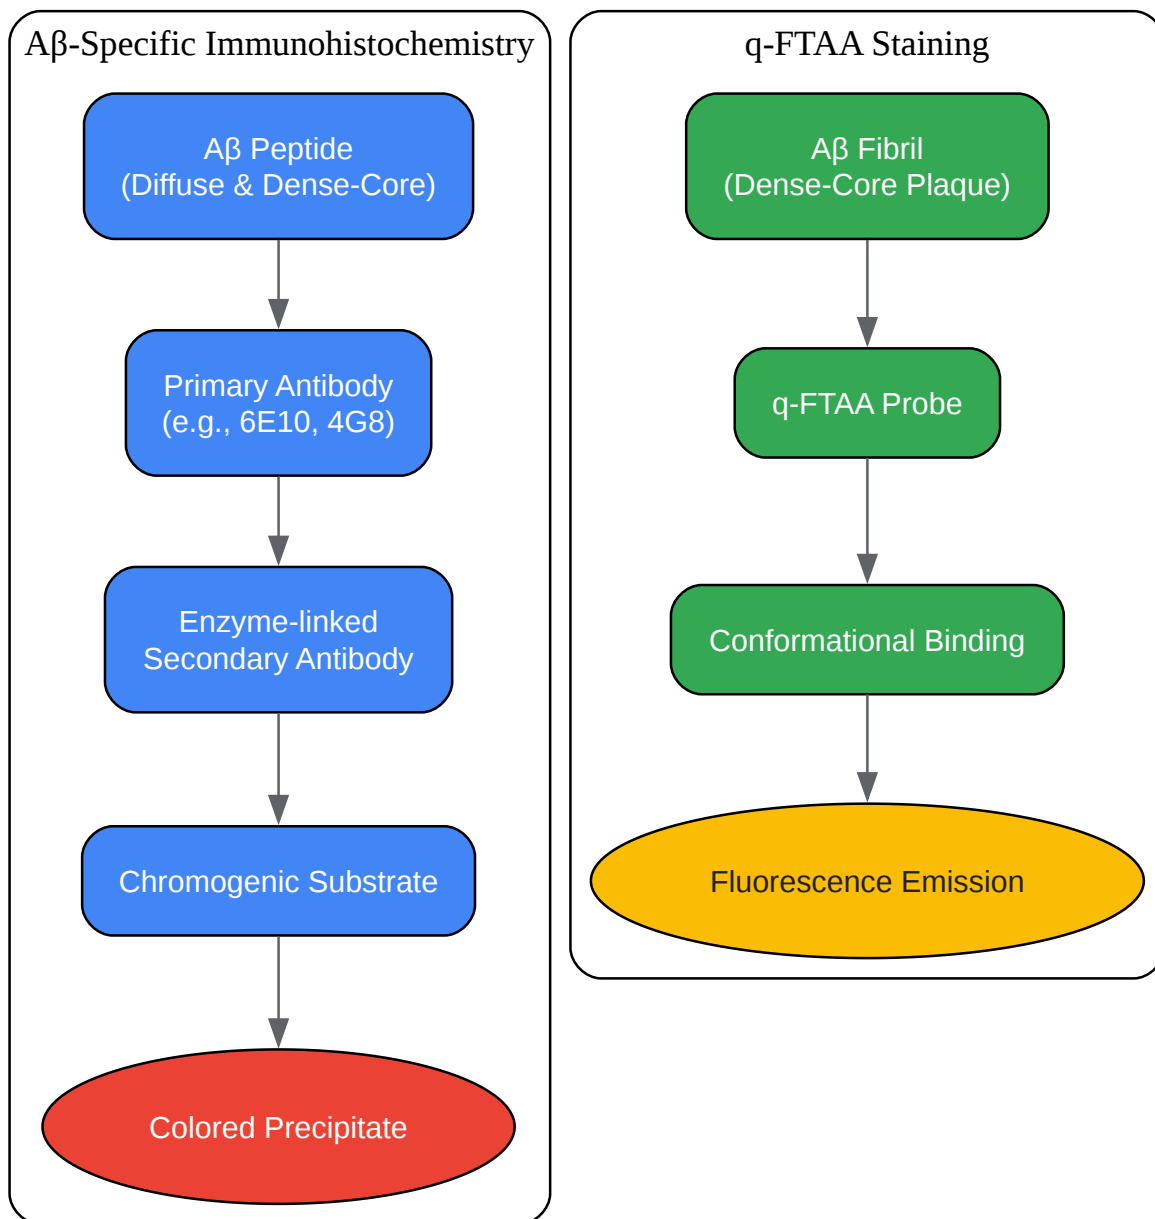 Aβ-Specific Immunohistochemistry
Aβ Peptide
(Diffuse & Dense-Core)
Primary Antibody
(e.g., 6E10, 4G8)
Enzyme-linked
Secondary Antibody
Chromogenic Substrate
Colored Precipitate
q-FTAA Staining
Aβ Fibril
(Dense-Core Plaque)
q-FTAA Probe
Conformational Binding
Fluorescence Emission